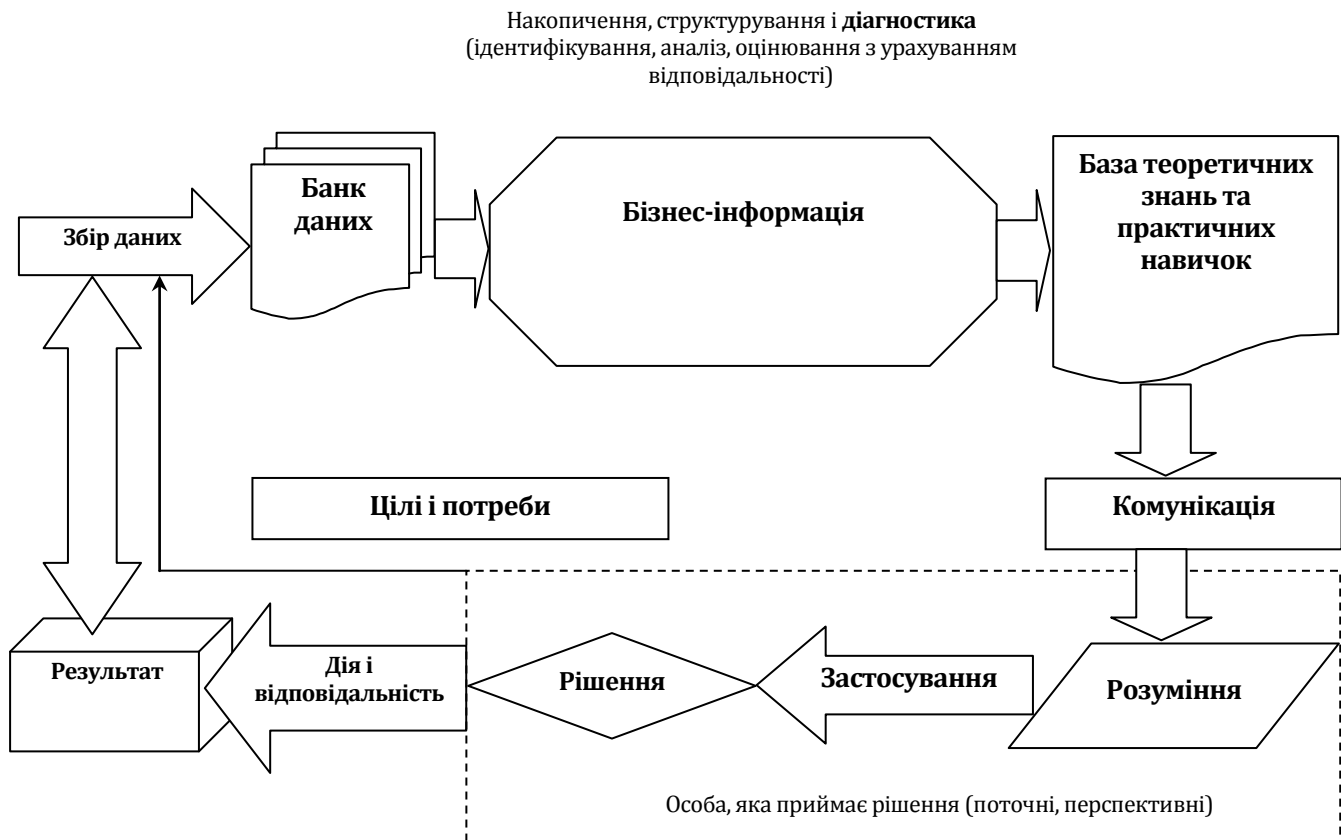 Накопичення, структурування і діагностика
(ідентифікування, аналіз, оцінювання з урахуванням
відповідальності)
Збір даних
Банк
даних
Бізнес-інформація
База теоретичних
знань та
практичних
навичок
Цілі і потреби
Комунікація
Результат
Дія і
відповідальність
Рішення
Застосування
Розуміння
Особа, яка приймає рішення (поточні, перспективні)